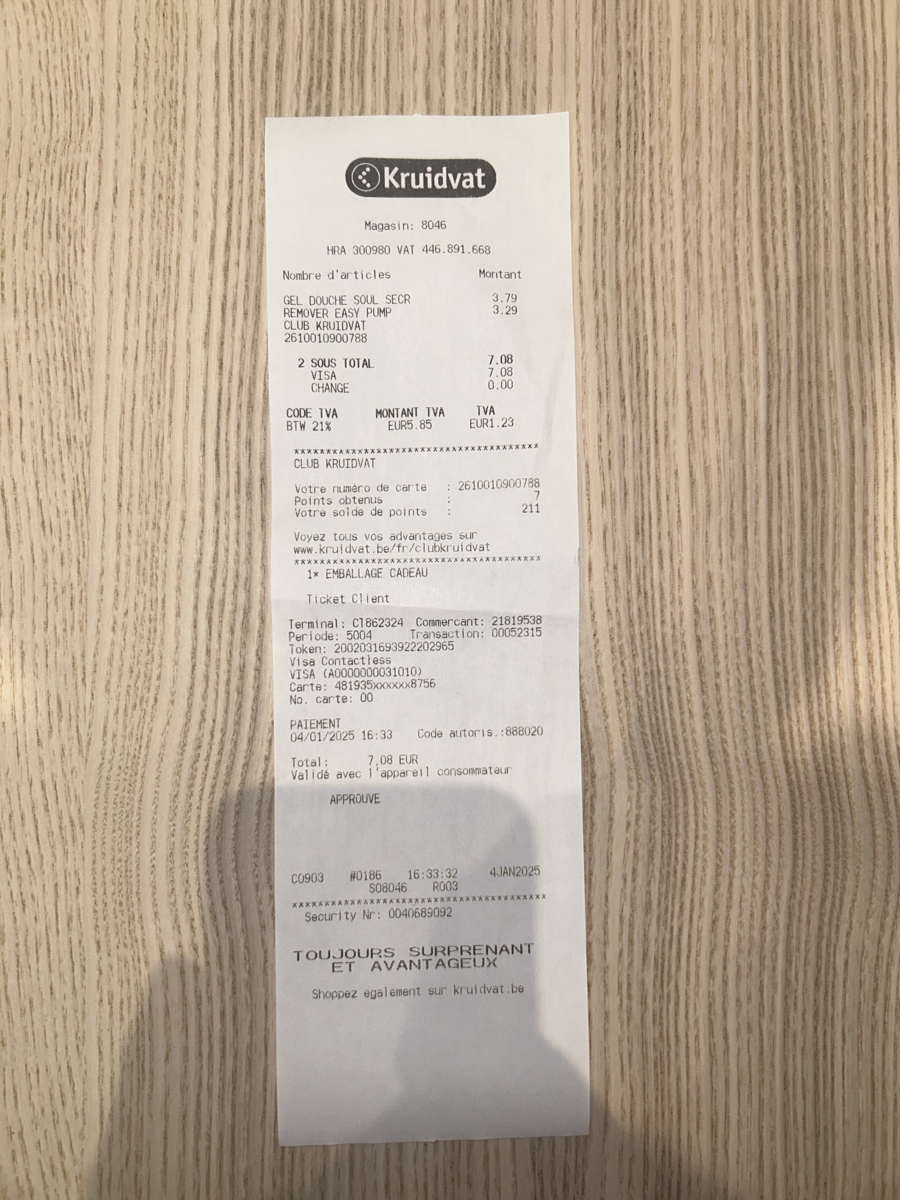 Kruidvat
Magasin: 8046
HRA 300980 VAT 446.891.668
Nombre d'articles Montant
GEL DOUCHE SOUL SECR 3.79
REMOVER EASY PUMP 3.29
CLUB KRUIDVAT
2610010900788
2 SOUS TOTAL 7.08
VISA 7.08
CHANGE 0.00
CODE TVA MONTANT TVA TVA
BTW 21% EUR5.85 EUR1.23
***************************************
CLUB KRUIDVAT
Votre numéro de carte : 2610010900788
Points obtenus : 7
Votre solde de points : 211
Voyez tous vos advantages sur
www.kruidvat.be/fr/clubkruidvat
***************************************
1* EMBALLAGE CADEAU
Ticket Client
Terminal: CT862324 Commercant: 21819538
Periode: 5004 Transaction: 00052315
Token: 2002031693922202965
Visa Contactless
VISA (A0000000031010)
Carte: 481935xxxxxx8756
No. carte: 00
PAIEMENT
04/01/2025 16:33 Code autoris.:888020
Total: 7,08 EUR
Validé avec l'appareil consommateur
APPROUVE
C0903 #0186 16:33:32 4JAN2025
S08046 R003
****************************************
Security Nr: 0040689092
TOUJOURS SURPRENANT
ET AVANTAGEUX
Shoppez egalement sur kruidvat.be